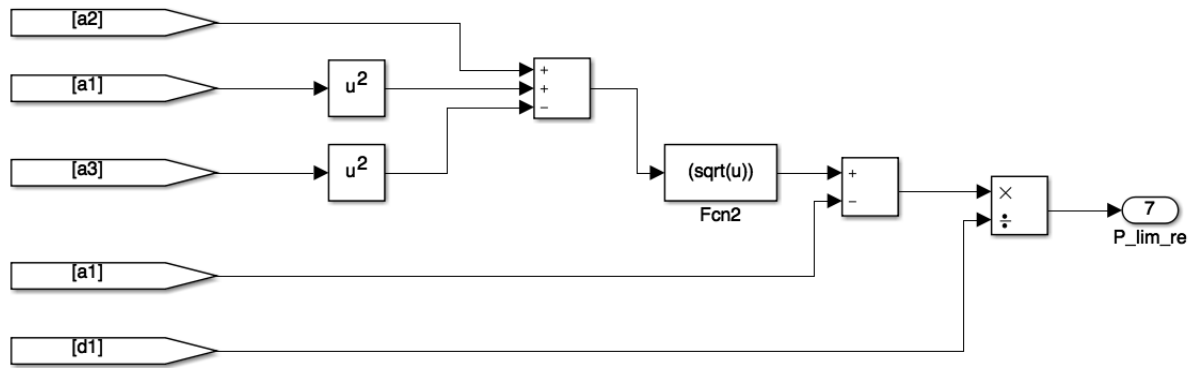 [a2]
[a1]
u²
+
+
−
[a3]
u²
(sqrt(u))
Fcn2
+
−
×
÷
7
P_lim_re
[a1]
[d1]